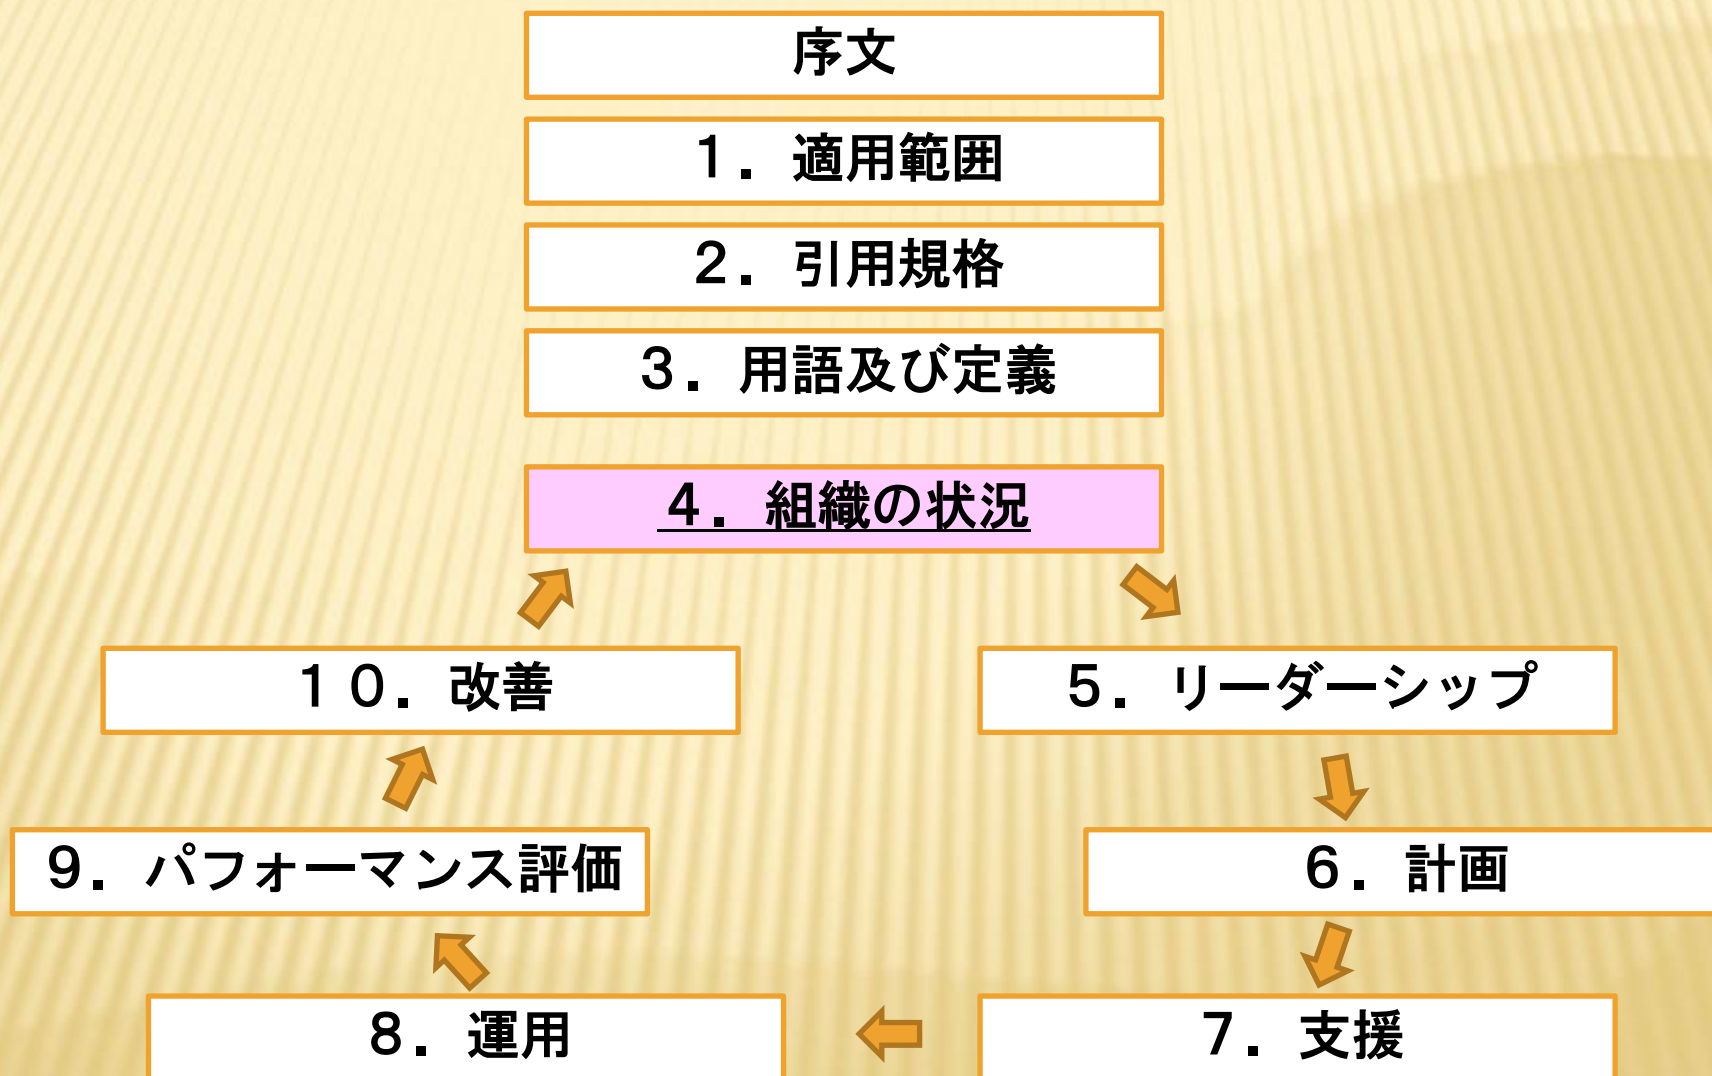 序文
１．適用範囲
２．引用規格
３．用語及び定義
４．組織の状況
１０．改善
５．リーダーシップ
９．パフォーマンス評価
６．計画
８．運用
７．支援